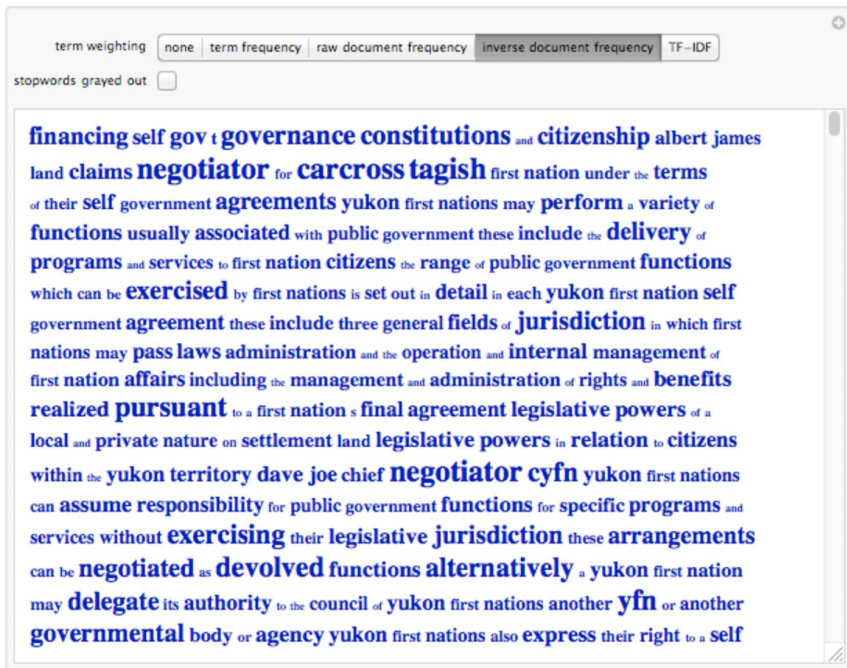 term weighting none term frequency raw document frequency inverse document frequency TF-IDF
stopwords grayed out
financing self gov t governance constitutions and citizenship albert james
land claims negotiator for carcross tagish first nation under the terms
of their self government agreements yukon first nations may perform a variety of
functions usually associated with public government these include the delivery of
programs and services to first nation citizens the range of public government functions
which can be exercised by first nations is set out in detail in each yukon first nation self
government agreement these include three general fields of jurisdiction in which first
nations may pass laws administration and the operation and internal management of
first nation affairs including the management and administration of rights and benefits
realized pursuant to a first nation s final agreement legislative powers of a
local and private nature on settlement land legislative powers in relation to citizens
within the yukon territory dave joe chief negotiator cyfn yukon first nations
can assume responsibility for public government functions for specific programs and
services without exercising their legislative jurisdiction these arrangements
can be negotiated as devolved functions alternatively a yukon first nation
may delegate its authority to the council of yukon first nations another yfn or another
governmental body or agency yukon first nations also express their right to a self